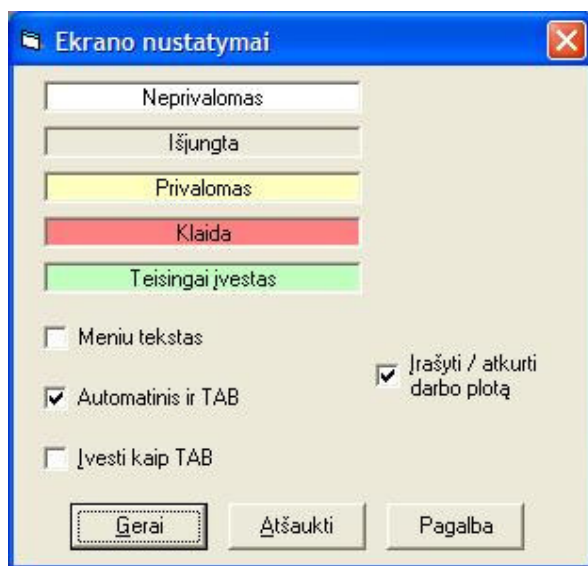 Ekrano nustatymai
Neprivalomas
Išjungta
Privalomas
Klaida
Teisingai įvestas
Meniu tekstas
Automatinis ir TAB
Įvesti kaip TAB
Įrašyti / atkurti
darbo plotą
Gerai
Atšaukti
Pagalba